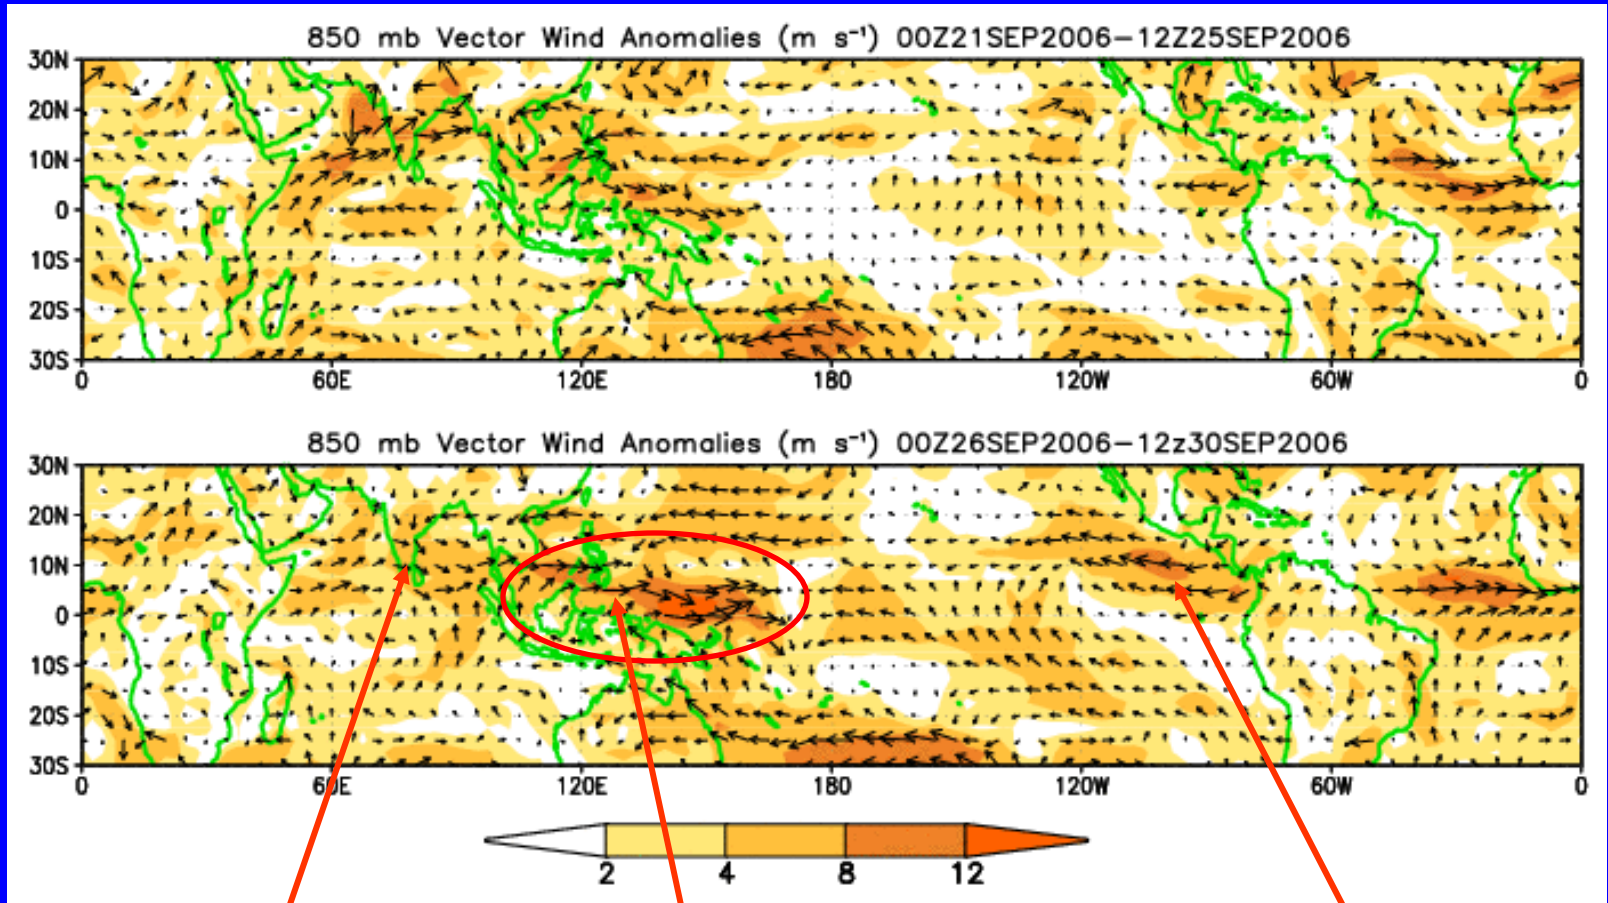 850 mb Vector Wind Anomalies (m s⁻¹) 00Z21SEP2006–12Z25SEP2006
30N
20N
10N
0
10S
20S
30S
0 60E 120E 180 120W 60W 0
850 mb Vector Wind Anomalies (m s⁻¹) 00Z26SEP2006–12z30SEP2006
30N
20N
10N
0
10S
20S
30S
0 60E 120E 180 120W 60W 0
2 4 8 12